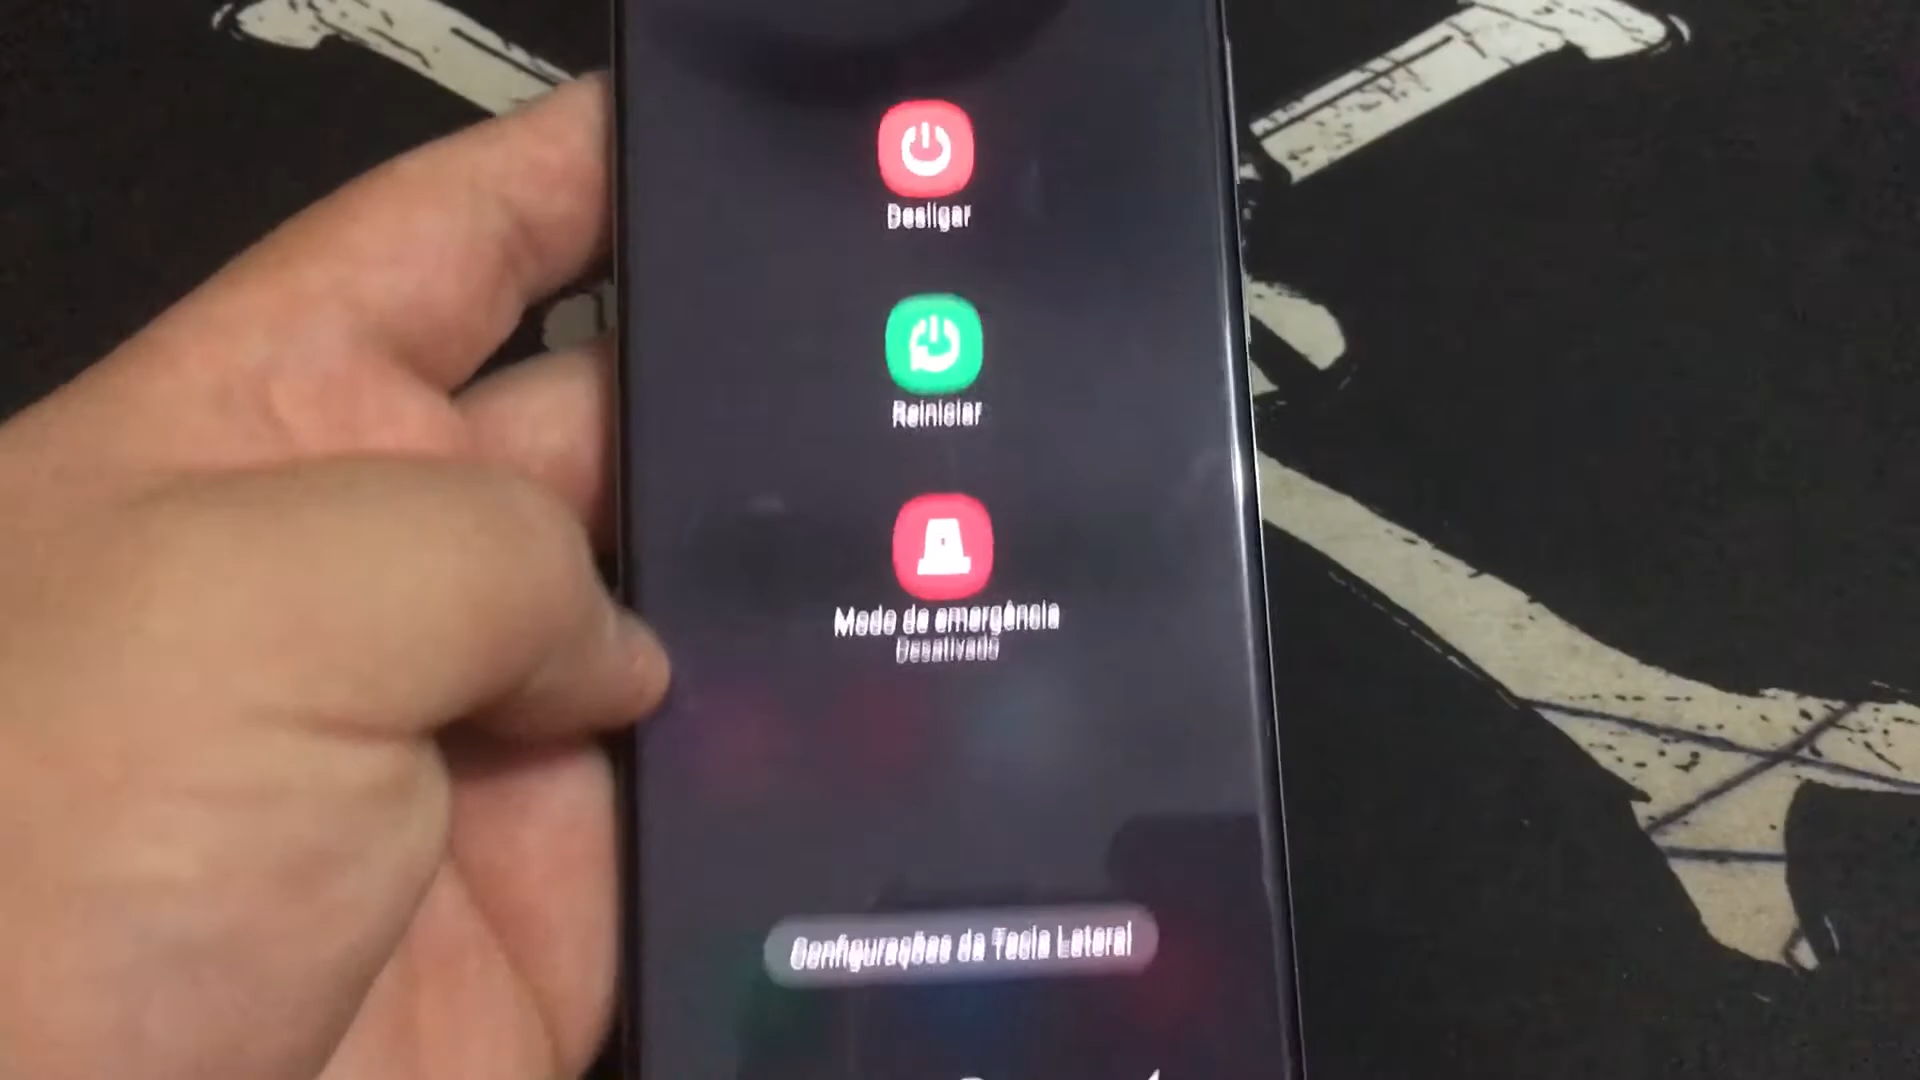 Desligar
Reiniciar
Modo de emergência
Desativado
Configurações da Tecla Lateral